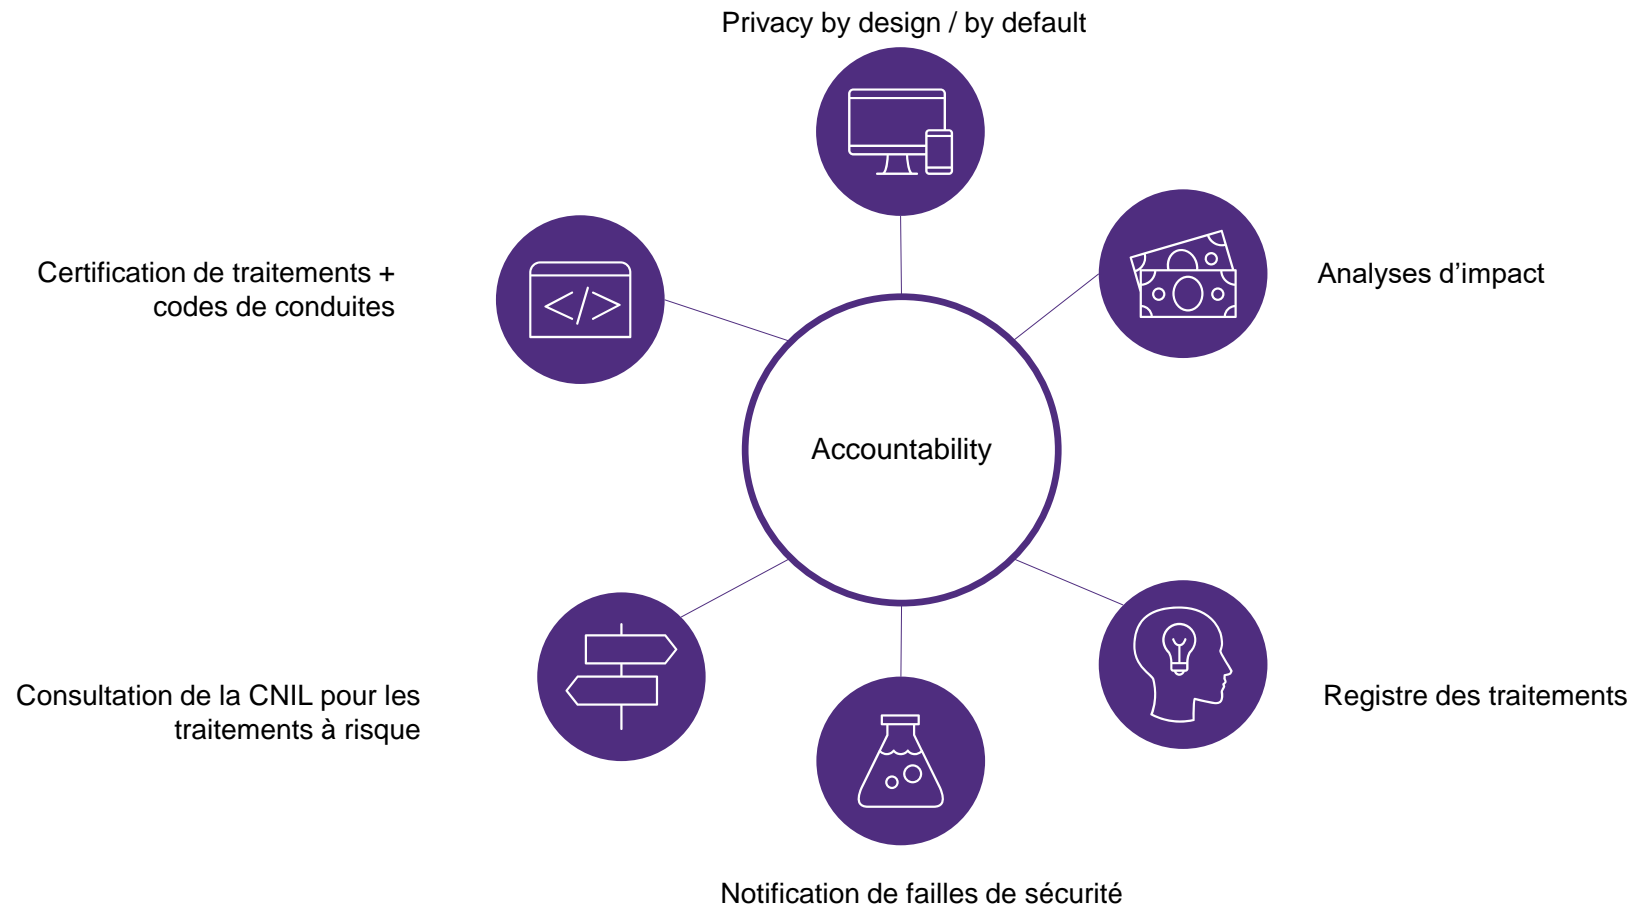 Privacy by design / by default
Certification de traitements +
codes de conduites
Analyses d’impact
</>
Accountability
Consultation de la CNIL pour les
traitements à risque
Registre des traitements
Notification de failles de sécurité